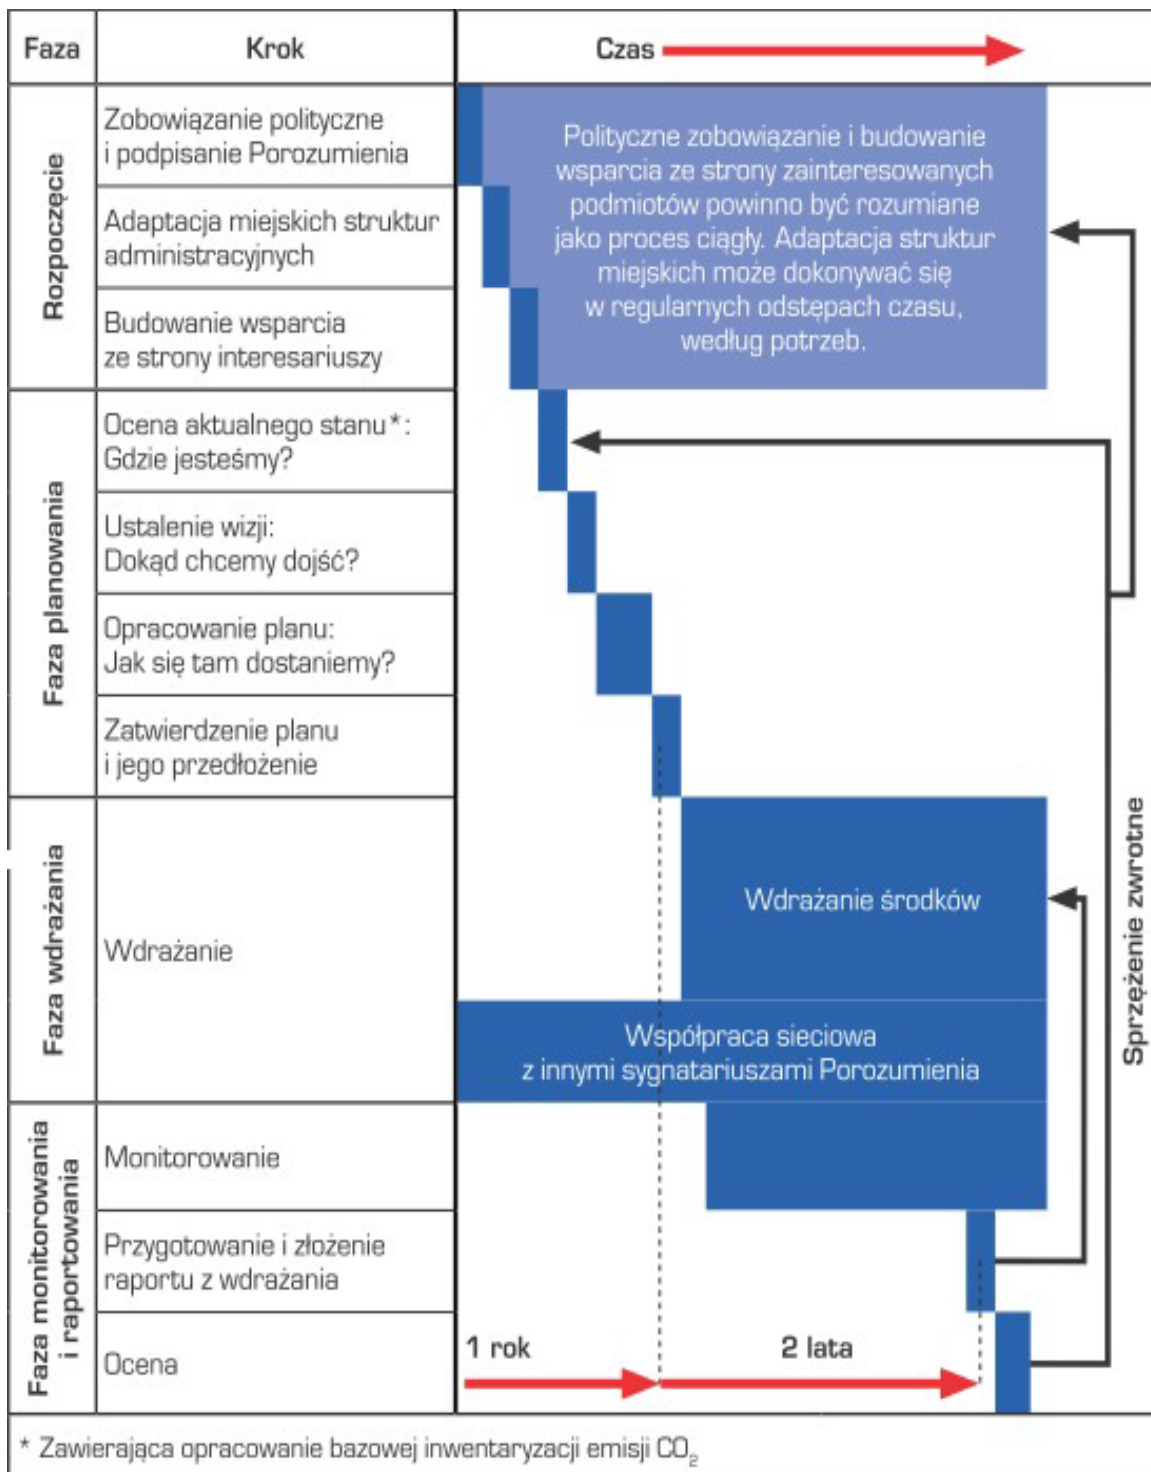 Faza
Krok
Czas
Rozpoczęcie
Zobowiązanie polityczne
i podpisanie Porozumienia
Adaptacja miejskich struktur
administracyjnych
Budowanie wsparcia
ze strony interesariuszy
Polityczne zobowiązanie i budowanie
wsparcia ze strony zainteresowanych
podmiotów powinno być rozumiane
jako proces ciągły. Adaptacja struktur
miejskich może dokonywać się
w regularnych odstępach czasu,
według potrzeb.
Faza planowania
Ocena aktualnego stanu*:
Gdzie jesteśmy?
Ustalenie wizji:
Dokąd chcemy dojść?
Opracowanie planu:
Jak się tam dostaniemy?
Zatwierdzenie planu
i jego przedłożenie
Faza wdrażania
Wdrażanie
Wdrażanie środków
Współpraca sieciowa
z innymi sygnatariuszami Porozumienia
Sprzężenie zwrotne
Faza monitorowania
i raportowania
Monitorowanie
Przygotowanie i złożenie
raportu z wdrażania
Ocena
1 rok
2 lata
* Zawierająca opracowanie bazowej inwentaryzacji emisji CO₂